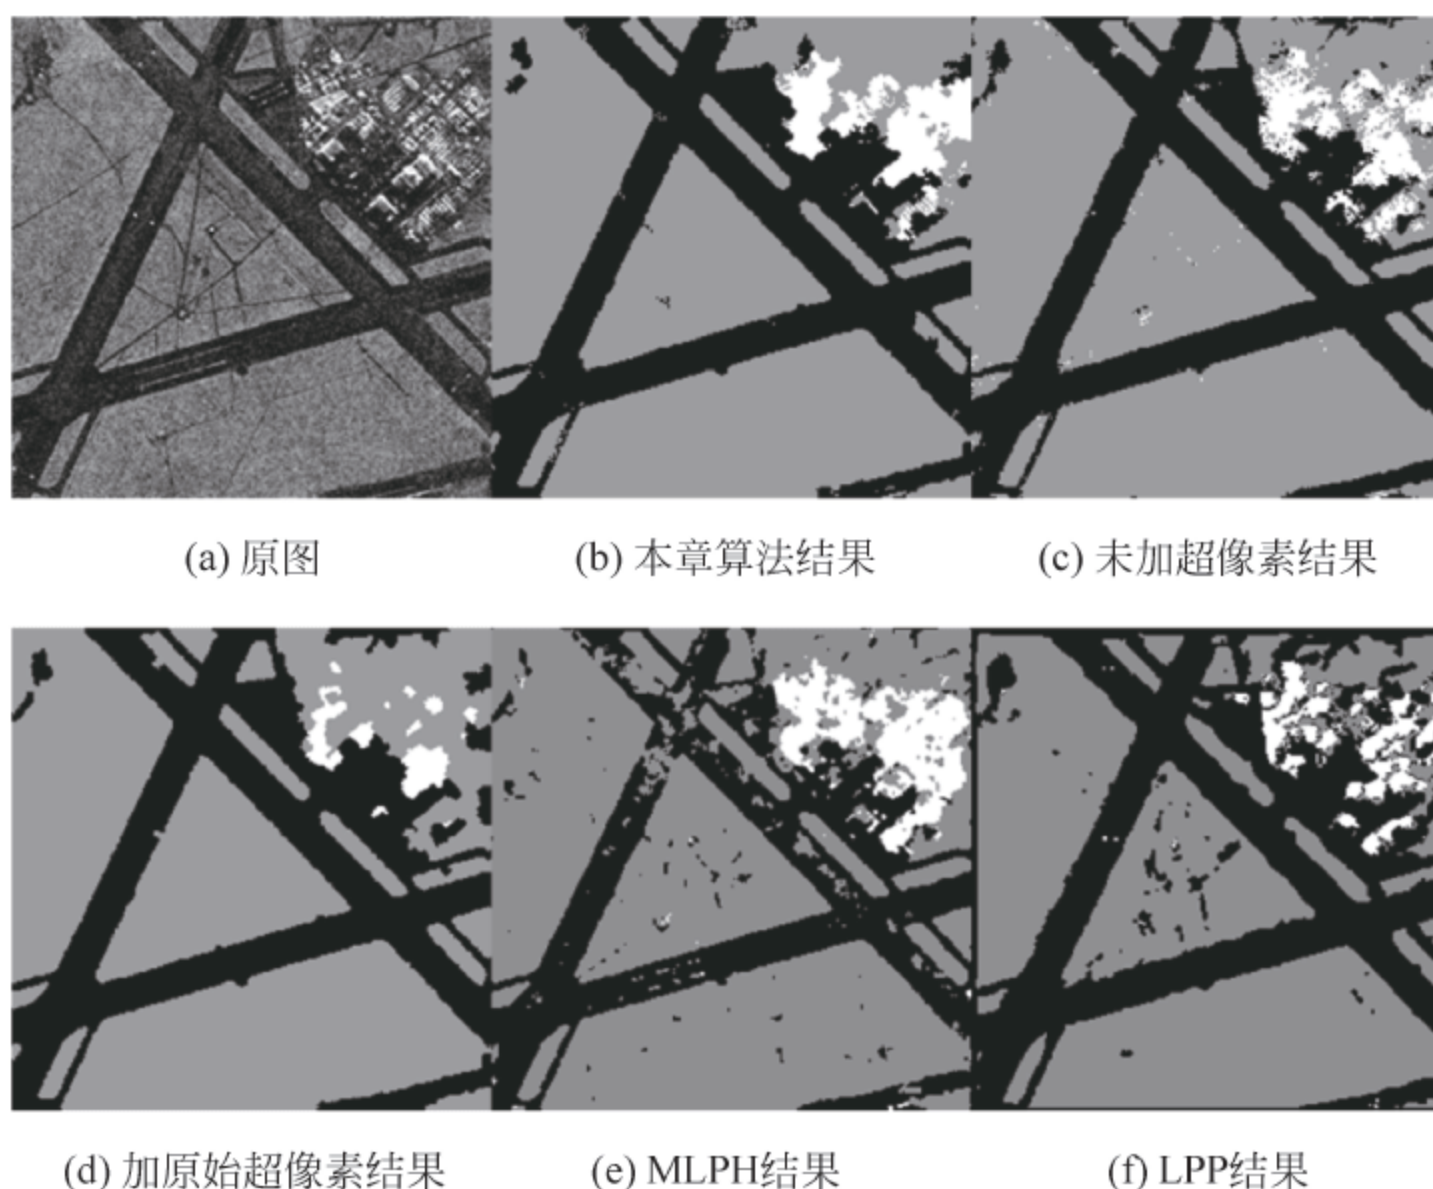 (a) 原图
(b) 本章算法结果
(c) 未加超像素结果
(d) 加原始超像素结果
(e) MLPH结果
(f) LPP结果